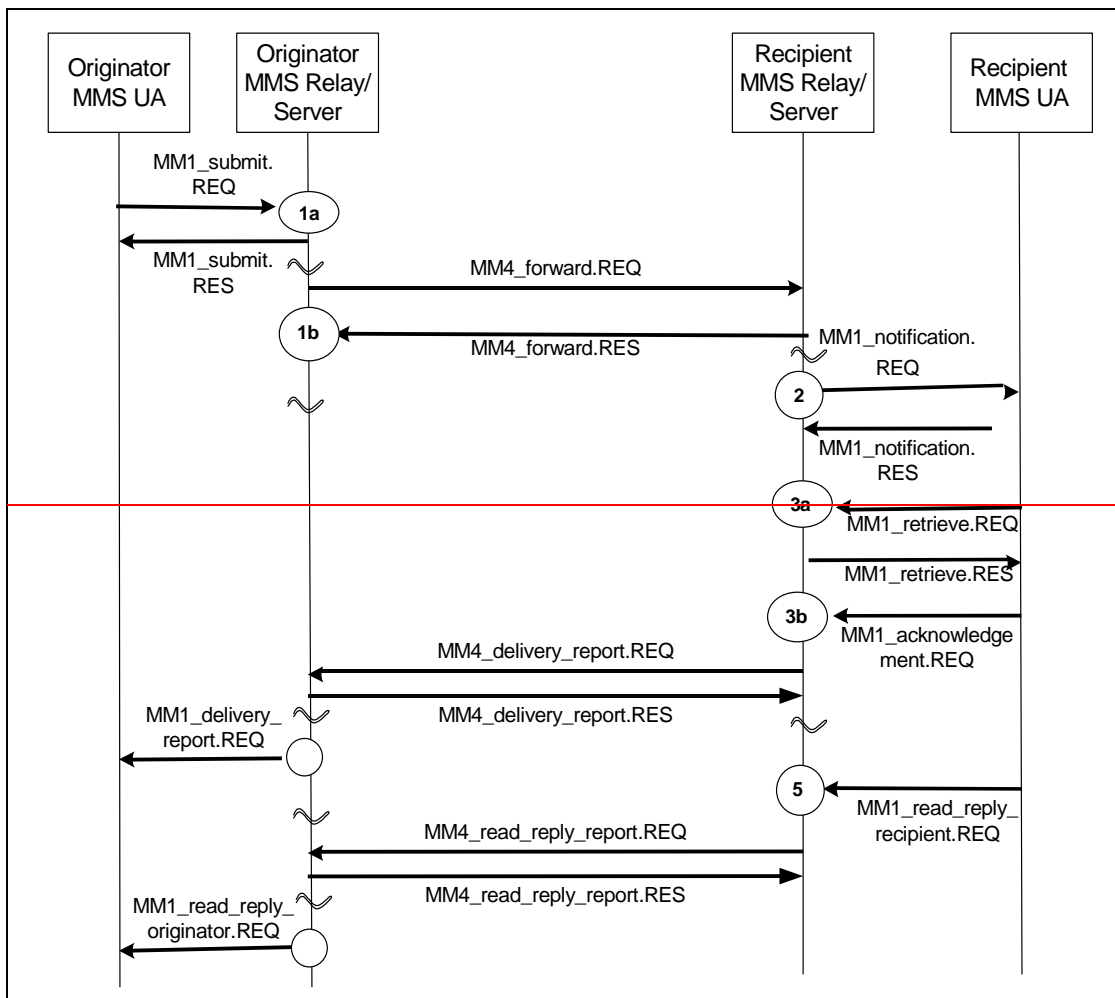 Originator
MMS UA
Originator
MMS Relay/
Server
Recipient
MMS Relay/
Server
Recipient
MMS UA
MM1_submit.
REQ
1a
MM1_submit.
RES
MM4_forward.REQ
1b
MM4_forward.RES
MM1_notification.
REQ
2
MM1_notification.
RES
3a
MM1_retrieve.REQ
MM1_retrieve.RES
3b
MM1_acknowledge
ment.REQ
MM4_delivery_report.REQ
MM4_delivery_report.RES
MM1_delivery_
report.REQ
5
MM1_read_reply_
recipient.REQ
MM4_read_reply_report.REQ
MM4_read_reply_report.RES
MM1_read_reply_
originator.REQ